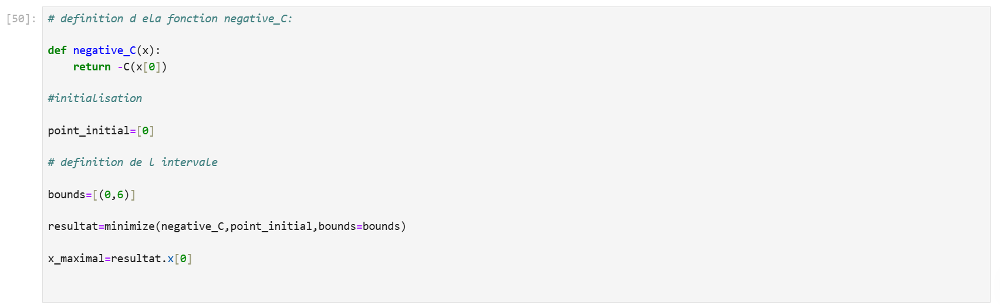 [50]: # definition d ela fonction negative_C:
def negative_C(x):
    return -C(x[0])
#initialisation
point_initial=[0]
# definition de l intervale
bounds=[(0,6)]
resultat=minimize(negative_C,point_initial,bounds=bounds)
x_maximal=resultat.x[0]